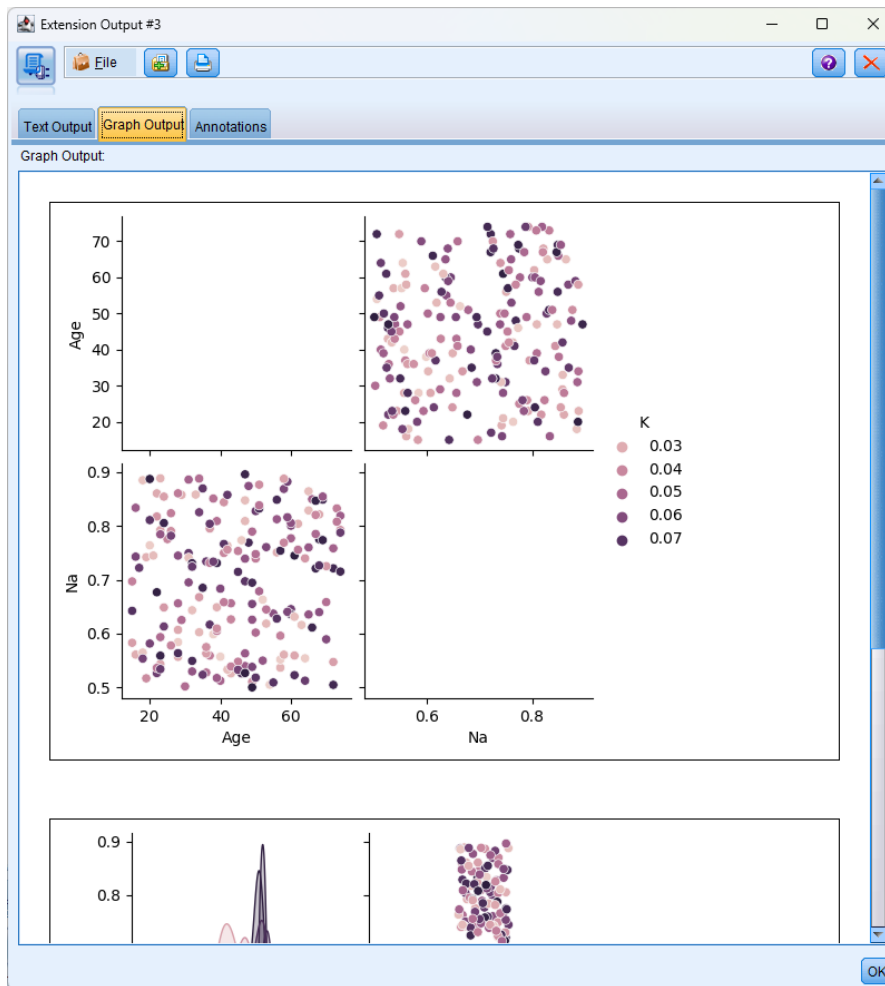 Extension Output #3
File
Text Output Graph Output Annotations
Graph Output:
70
60
50
40
30
20
Age
K
0.03
0.04
0.05
0.06
0.07
0.9
0.8
0.7
0.6
0.5
Na
20 40 60
0.6 0.8
Age
Na
0.9
0.8
OK